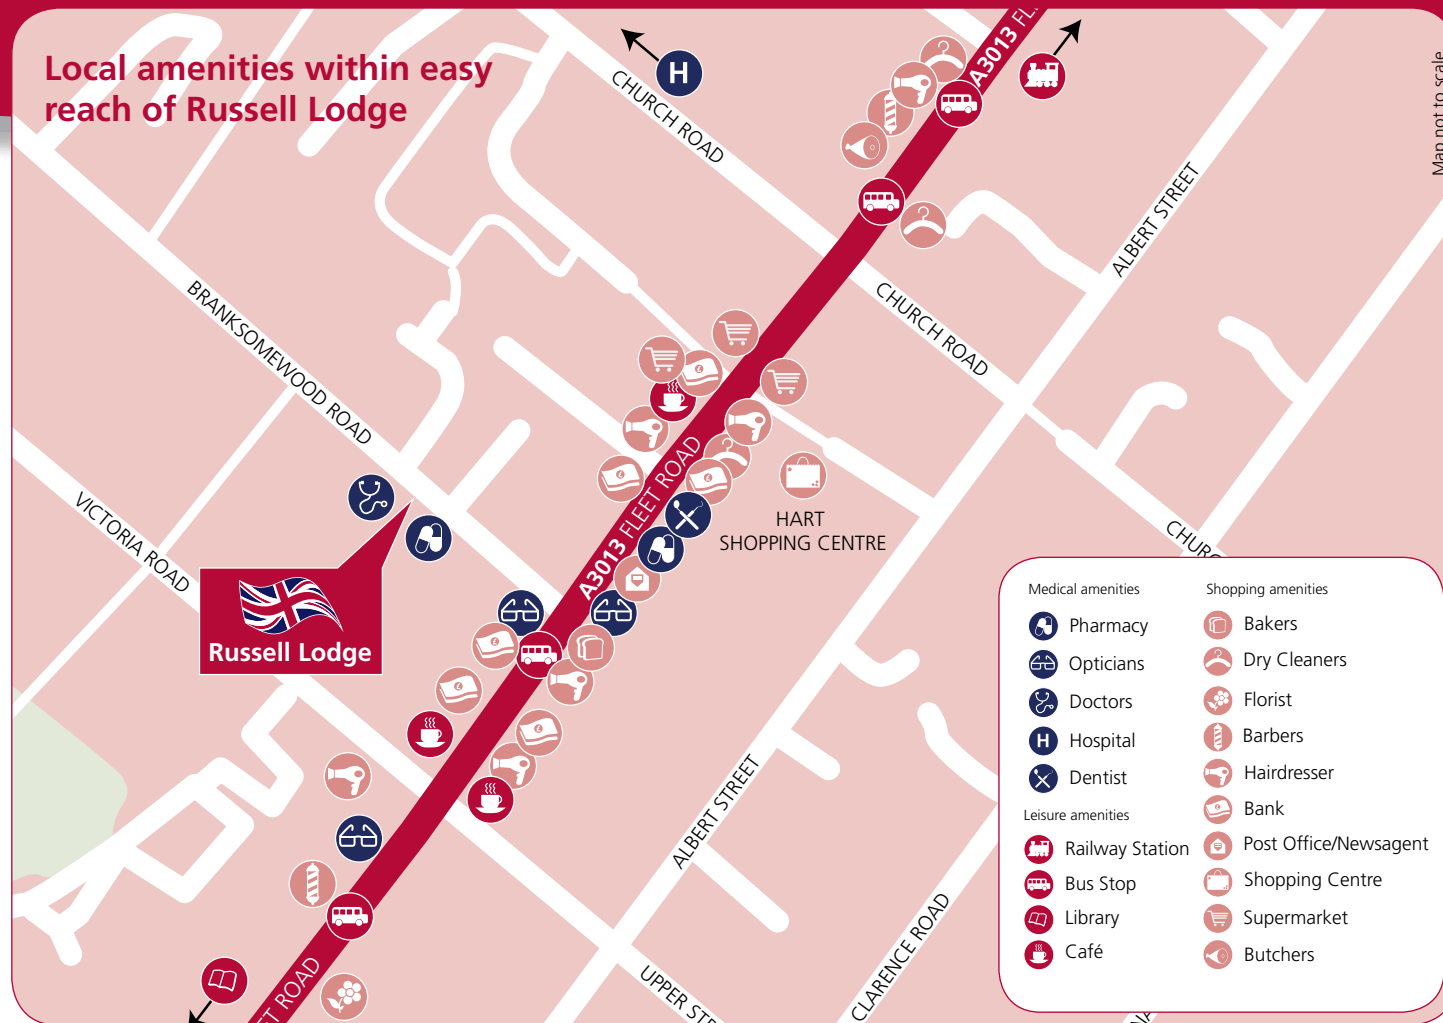 Local amenities within easy
reach of Russell Lodge
H
CHURCH ROAD
A3013
Map not to scale
ALBERT STREET
CHURCH ROAD
BRANKSOMEWOOD ROAD
VICTORIA ROAD
A3013 FLEET ROAD
HART
SHOPPING CENTRE
Russell Lodge
ALBERT STREET
CLARENCE ROAD
UPPER
ROAD
Medical amenities
Pharmacy
Opticians
Doctors
H Hospital
Dentist
Leisure amenities
Railway Station
Bus Stop
Library
Café
Shopping amenities
Bakers
Dry Cleaners
Florist
Barbers
Hairdresser
Bank
Post Office/Newsagent
Shopping Centre
Supermarket
Butchers